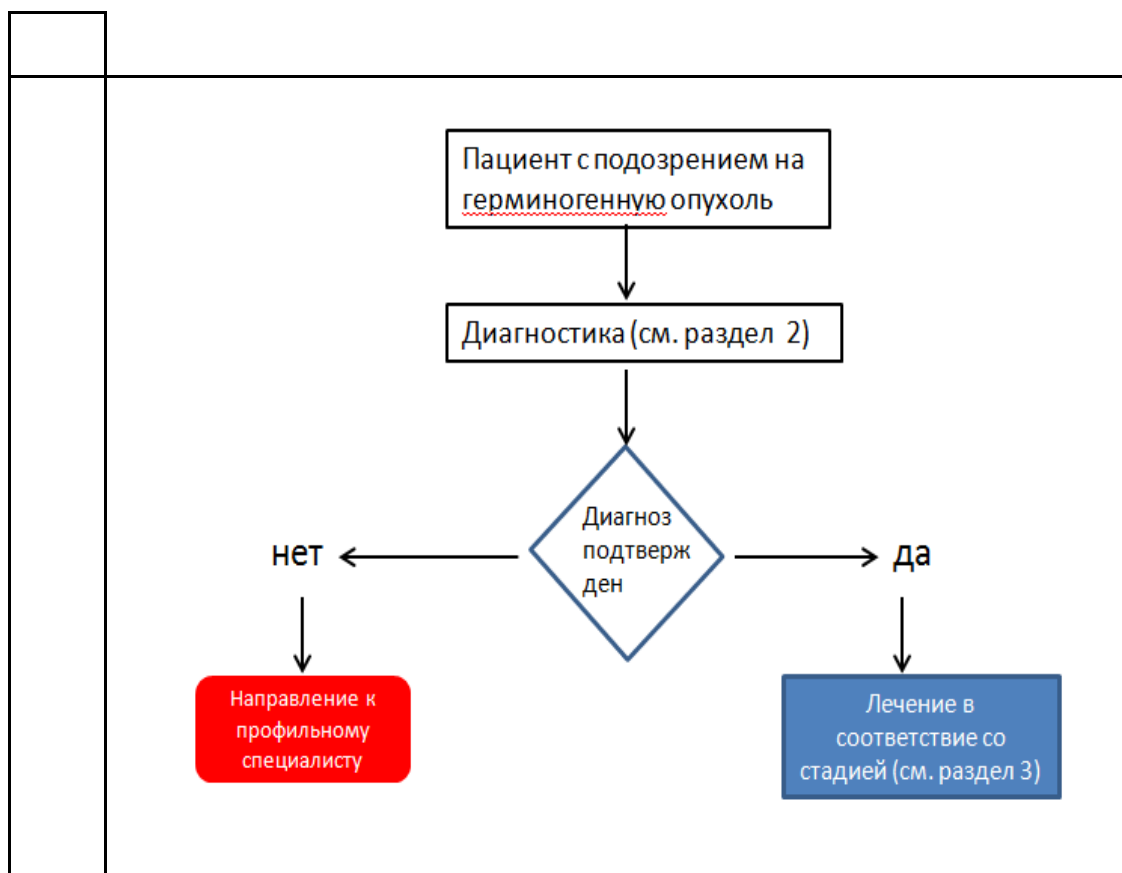 Пациент с подозрением на
герминогенную опухоль
Диагностика (см. раздел 2)
Диагноз
подтверж
ден
нет
да
Направление к
профильному
специалисту
Лечение в
соответствие со
стадией (см. раздел 3)